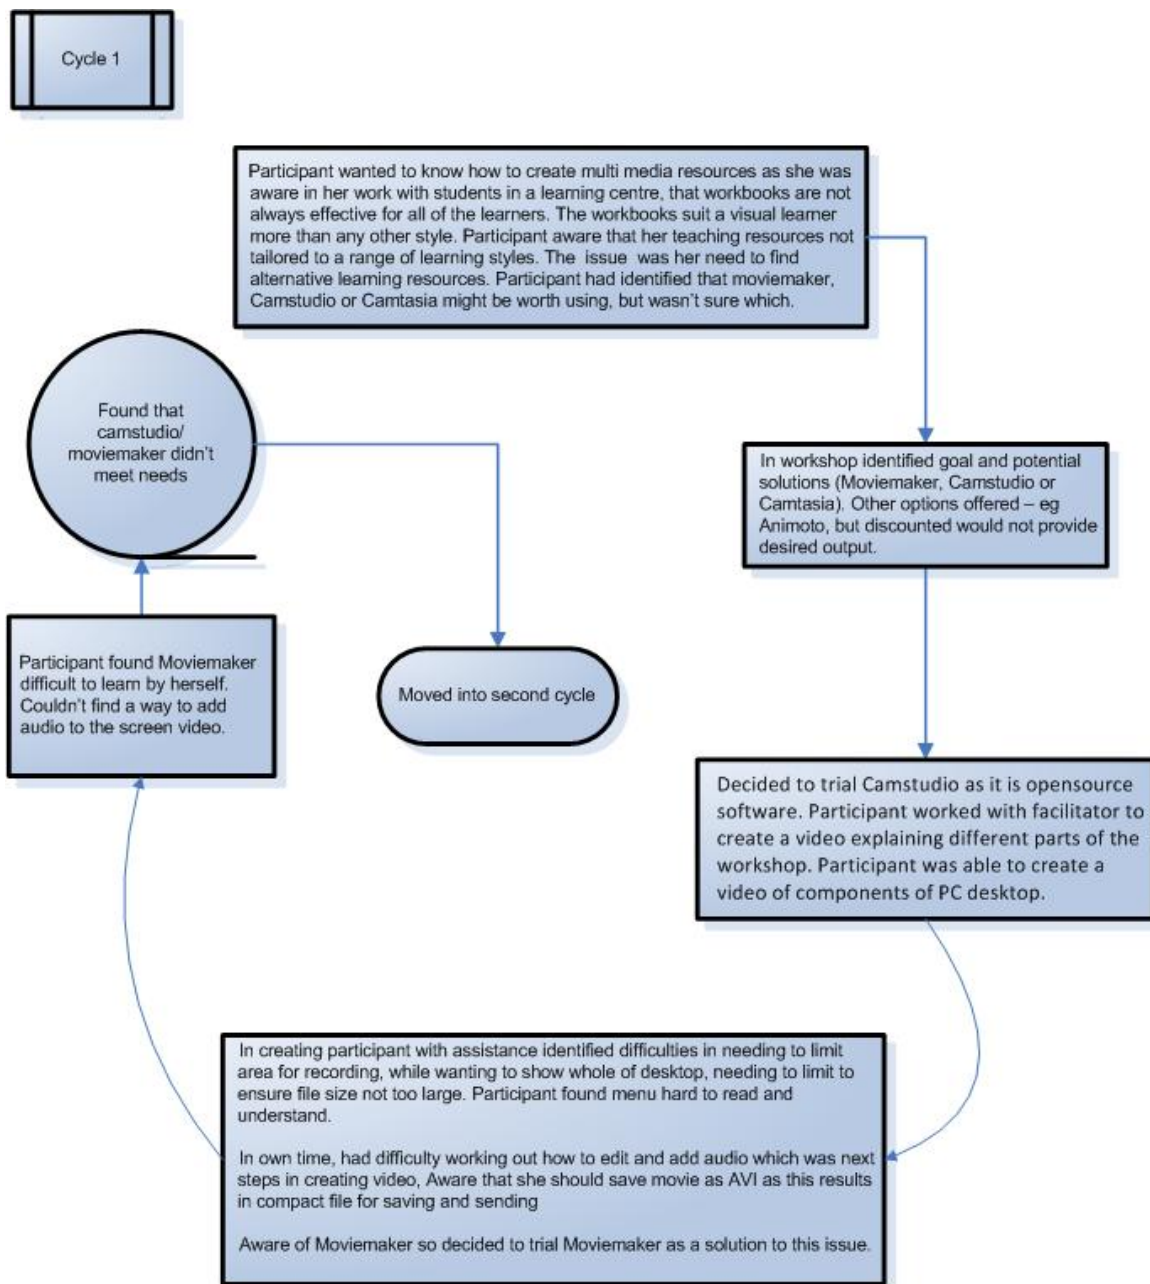 Cycle 1
Participant wanted to know how to create multi media resources as she was
aware in her work with students in a learning centre, that workbooks are not
always effective for all of the learners. The workbooks suit a visual learner
more than any other style. Participant aware that her teaching resources not
tailored to a range of learning styles. The issue was her need to find
alternative learning resources. Participant had identified that moviemaker,
Camstudio or Camtasia might be worth using, but wasn't sure which.
In workshop identified goal and potential
solutions (Moviemaker, Camstudio or
Camtasia). Other options offered – eg
Animoto, but discounted would not provide
desired output.
Decided to trial Camstudio as it is opensource
software. Participant worked with facilitator to
create a video explaining different parts of the
workshop. Participant was able to create a
video of components of PC desktop.
In creating participant with assistance identified difficulties in needing to limit
area for recording, while wanting to show whole of desktop, needing to limit to
ensure file size not too large. Participant found menu hard to read and
understand.
In own time, had difficulty working out how to edit and add audio which was next
steps in creating video, Aware that she should save movie as AVI as this results
in compact file for saving and sending
Aware of Moviemaker so decided to trial Moviemaker as a solution to this issue.
Participant found Moviemaker
difficult to learn by herself.
Couldn't find a way to add
audio to the screen video.
Found that
camstudio/
moviemaker didn't
meet needs
Moved into second cycle